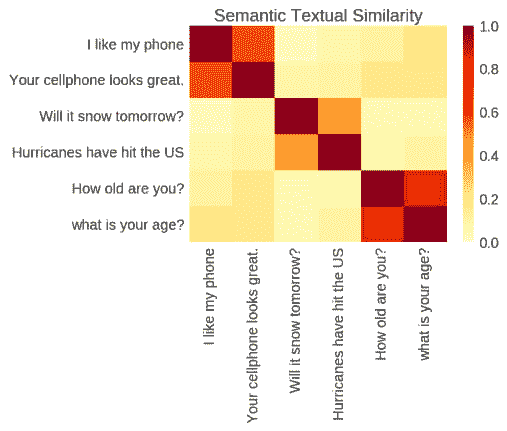 Semantic Textual Similarity
I like my phone
Your cellphone looks great.
Will it snow tomorrow?
Hurricanes have hit the US
How old are you?
what is your age?
1.0
0.8
0.6
0.4
0.2
0.0
I like my phone
Your cellphone looks great.
Will it snow tomorrow?
Hurricanes have hit the US
How old are you?
what is your age?